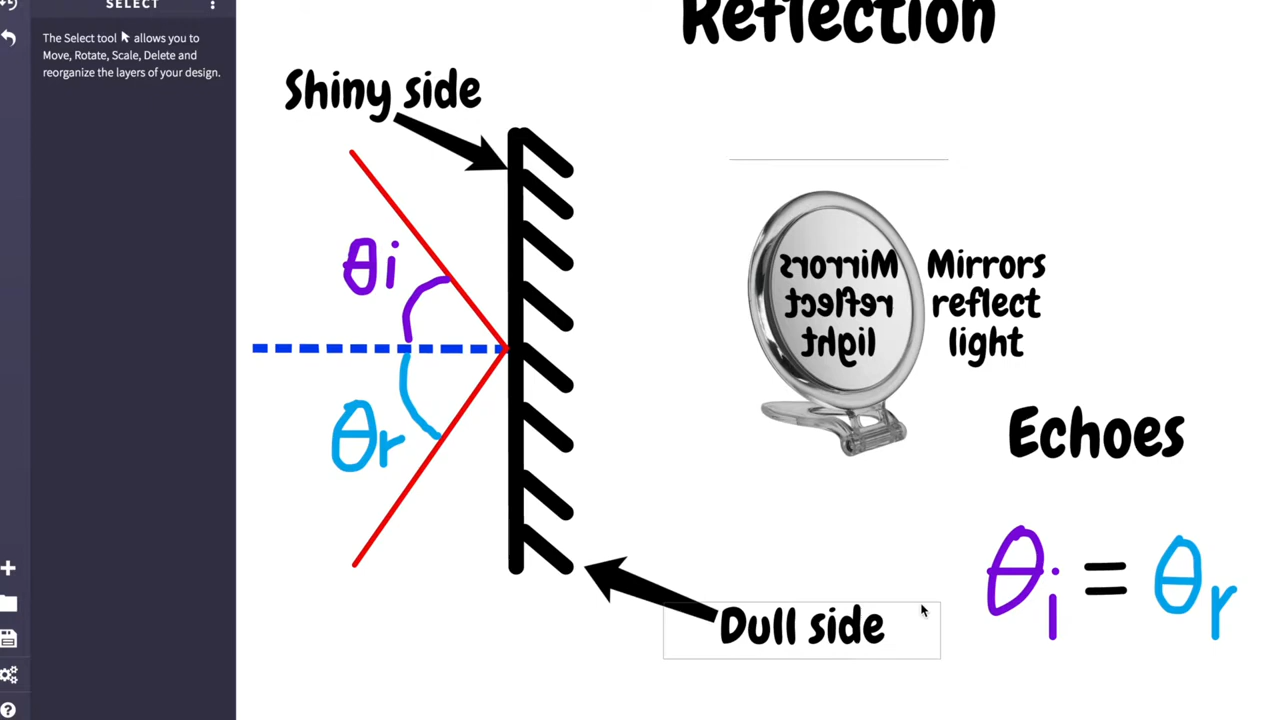 SELECT
The Select tool allows you to
Move, Rotate, Scale, Delete and
reorganize the layers of your design.
Reflection
Shiny side
θi
θr
Mirrors
reflect
light
Mirrors
reflect
light
Echoes
θi = θr
Dull side
?